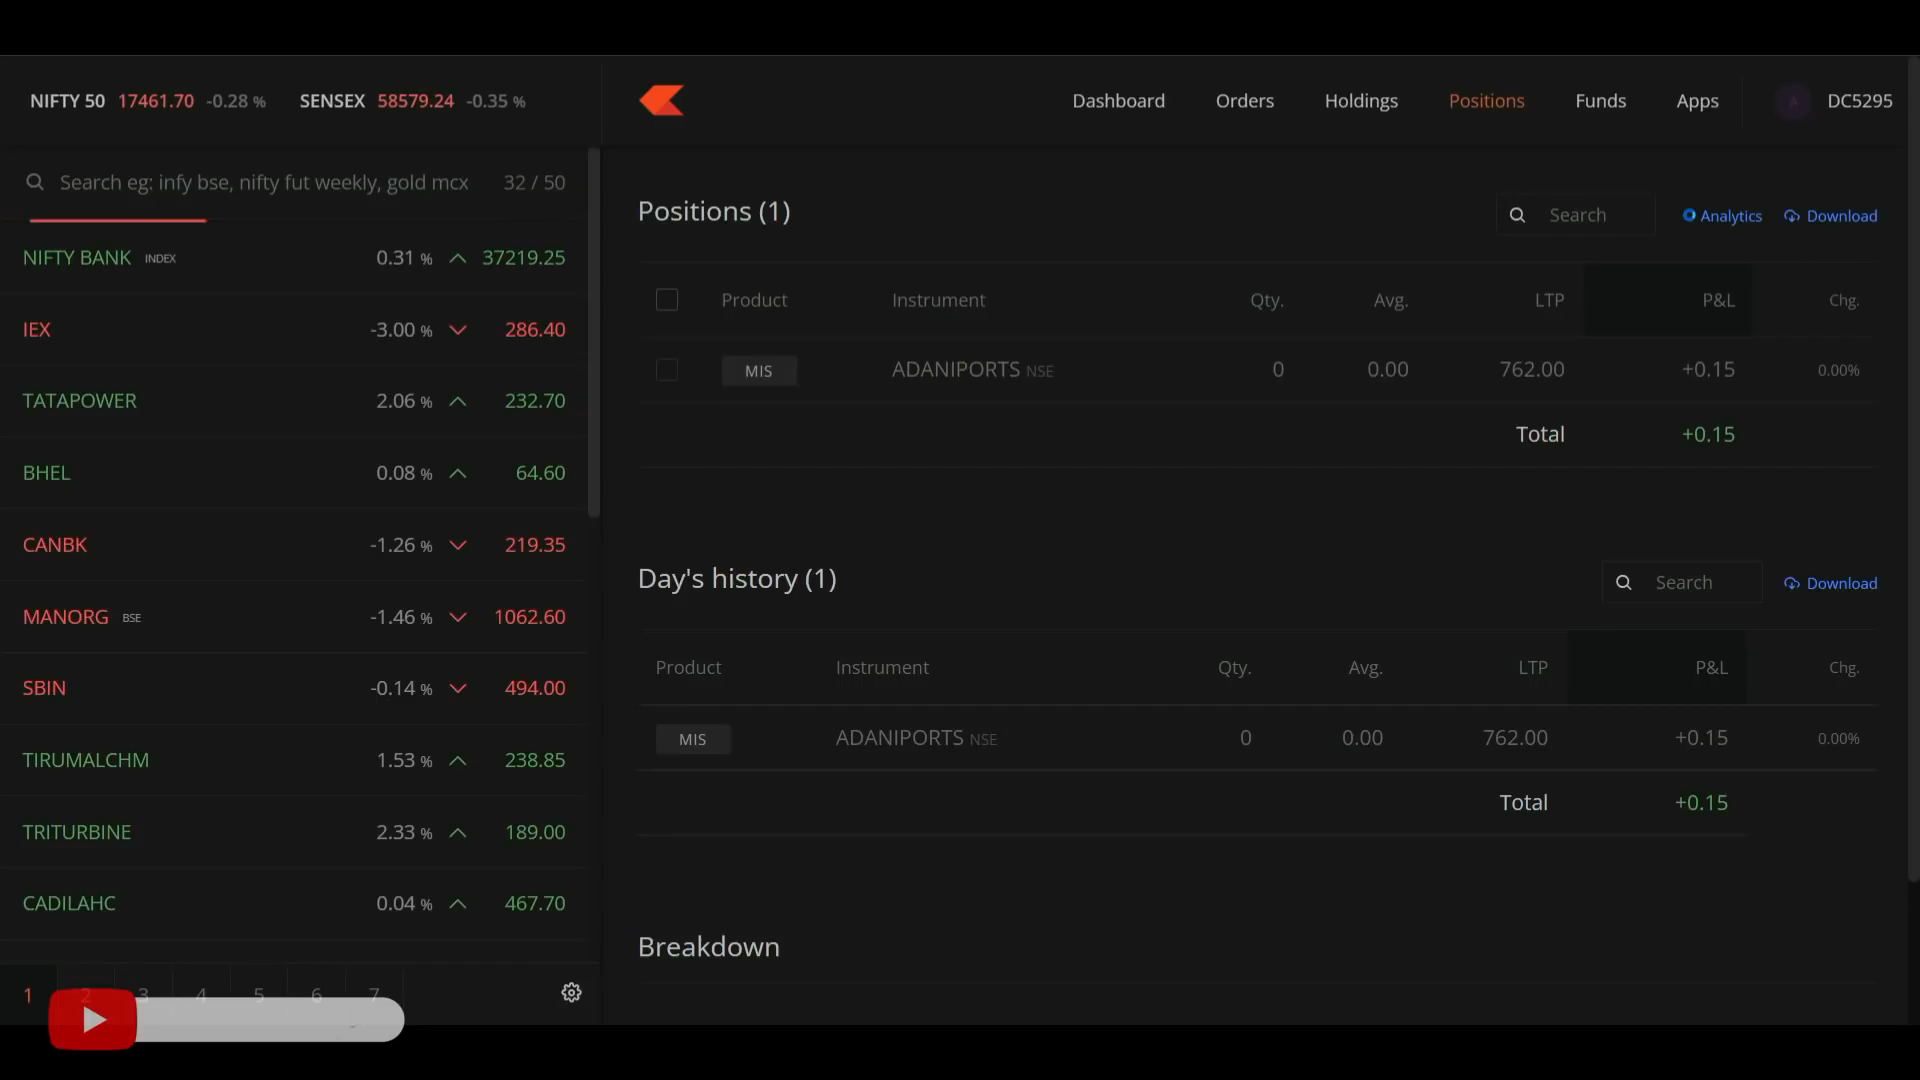 NIFTY 50 17461.70 -0.28 % SENSEX 58579.24 -0.35 %
Dashboard Orders Holdings Positions Funds Apps DC5295
Search eg: infy bse, nifty fut weekly, gold mcx 32 / 50
NIFTY BANK INDEX 0.31 % 37219.25
IEX -3.00 % 286.40
TATAPOWER 2.06 % 232.70
BHEL 0.08 % 64.60
CANBK -1.26 % 219.35
MANORG BSE -1.46 % 1062.60
SBIN -0.14 % 494.00
TIRUMALCHM 1.53 % 238.85
TRITURBINE 2.33 % 189.00
CADILAHC 0.04 % 467.70
1 2 3 4 5 6 7
Positions (1) Search Analytics Download
Product Instrument Qty. Avg. LTP P&L Chg.
MIS ADANIPORTS NSE 0 0.00 762.00 +0.15 0.00%
Total +0.15
Day's history (1) Search Download
Product Instrument Qty. Avg. LTP P&L Chg.
MIS ADANIPORTS NSE 0 0.00 762.00 +0.15 0.00%
Total +0.15
Breakdown